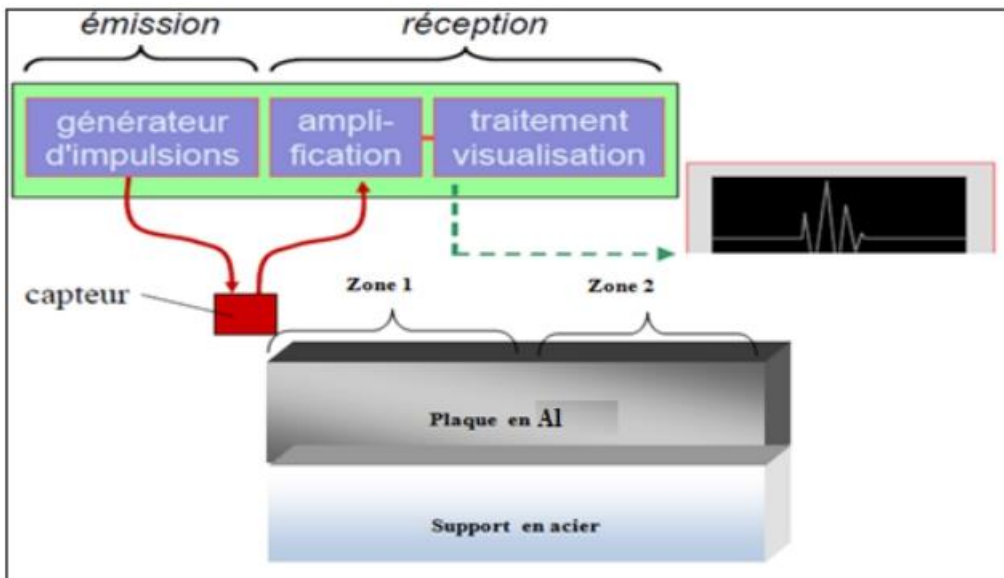 émission
réception
générateur
d'impulsions
ampli-
fication
traitement
visualisation
capteur
Zone 1
Zone 2
Plaque en Al
Support en acier